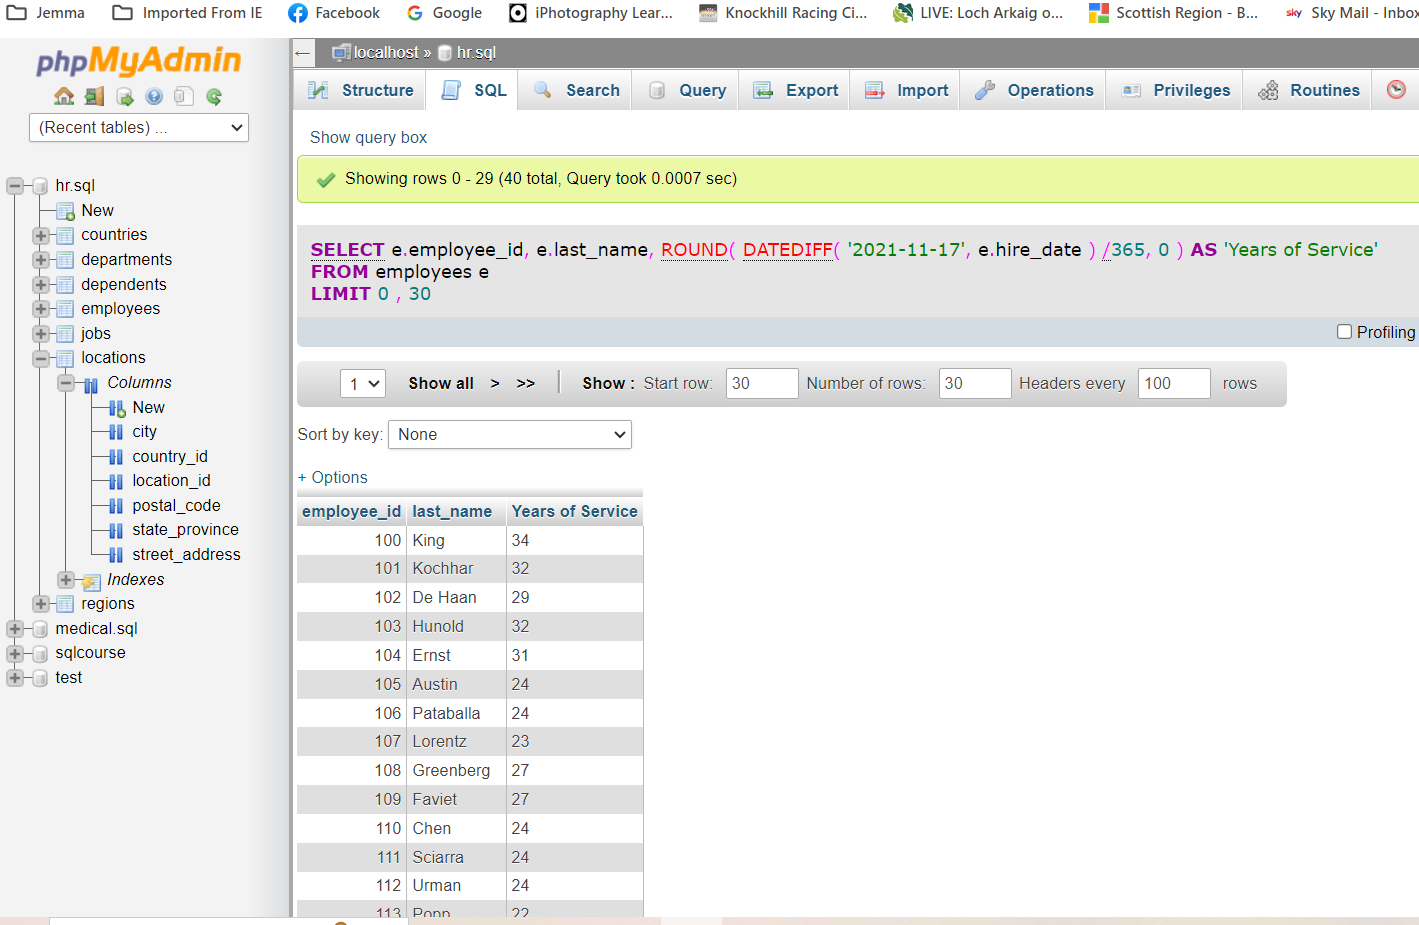 Jemma Imported From IE Facebook Google iPhotography Lear... Knockhill Racing Ci... LIVE: Loch Arkaig o... Scottish Region - B... sky Sky Mail - Inbox
phpMyAdmin
(Recent tables) ...
hr.sql
New
countries
departments
dependents
employees
jobs
locations
Columns
New
city
country_id
location_id
postal_code
state_province
street_address
Indexes
regions
medical.sql
sqlcourse
test
← localhost » hr.sql
Structure SQL Search Query Export Import Operations Privileges Routines
Show query box
Showing rows 0 - 29 (40 total, Query took 0.0007 sec)
SELECT e.employee_id, e.last_name, ROUND( DATEDIFF( '2021-11-17', e.hire_date ) /365, 0 ) AS 'Years of Service'
FROM employees e
LIMIT 0 , 30
Profiling
1 Show all > >> Show : Start row: 30 Number of rows: 30 Headers every 100 rows
Sort by key: None
+ Options
employee_id last_name Years of Service
100 King 34
101 Kochhar 32
102 De Haan 29
103 Hunold 32
104 Ernst 31
105 Austin 24
106 Pataballa 24
107 Lorentz 23
108 Greenberg 27
109 Faviet 27
110 Chen 24
111 Sciarra 24
112 Urman 24
113 Popp 22